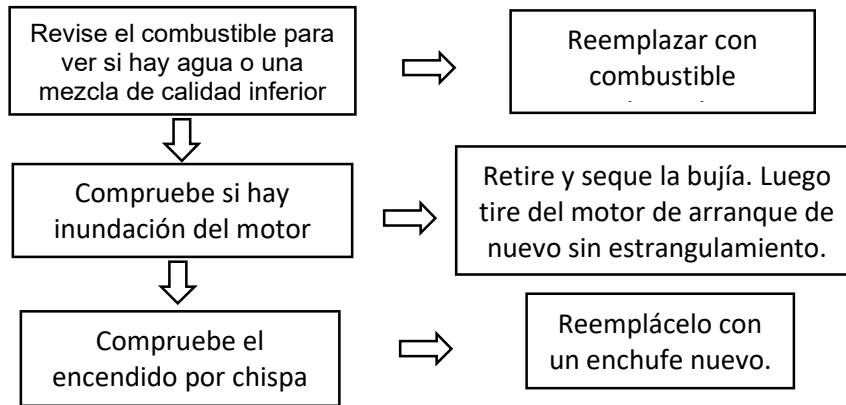 Revise el combustible para
ver si hay agua o una
mezcla de calidad inferior
Reemplazar con
combustible
Compruebe si hay
inundación del motor
Retire y seque la bujía. Luego
tire del motor de arranque de
nuevo sin estrangulamiento.
Compruebe el
encendido por chispa
Reemplácelo con
un enchufe nuevo.